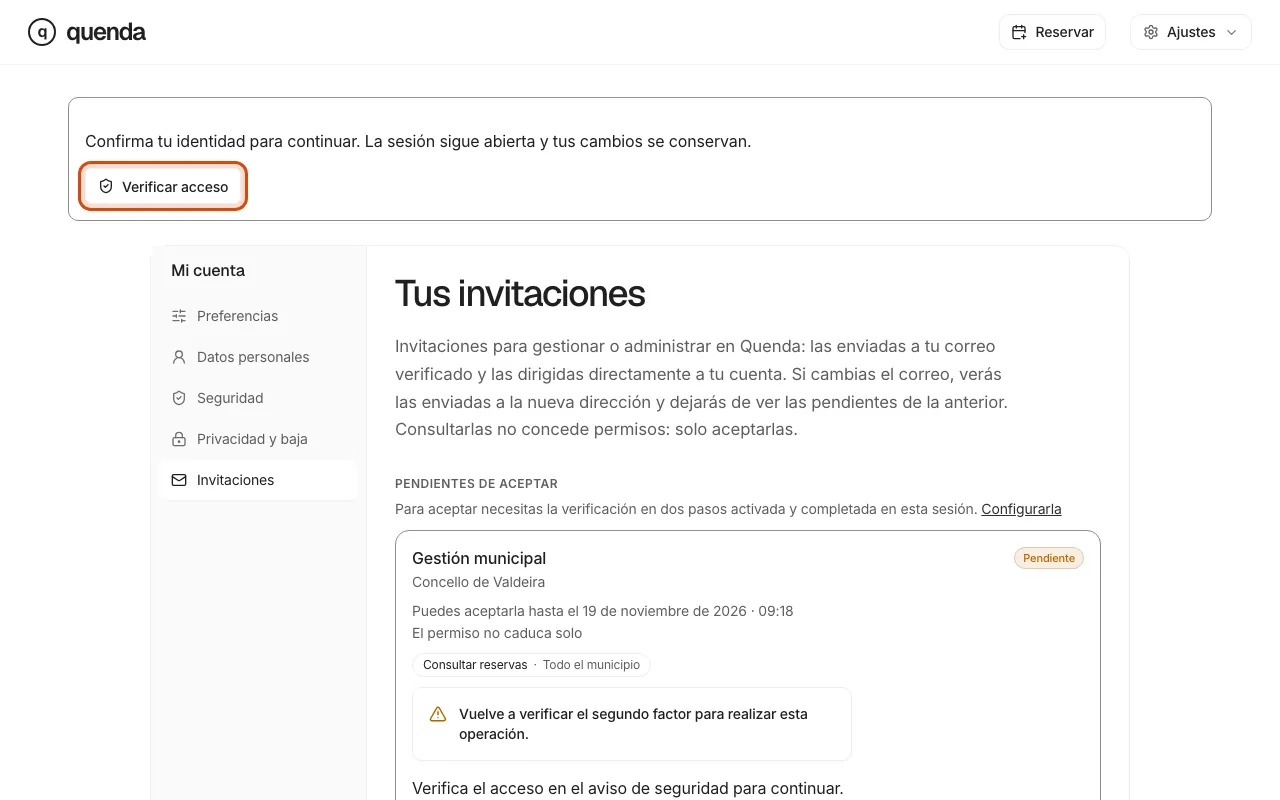 q quenda
Reservar
Ajustes
Confirma tu identidad para continuar. La sesión sigue abierta y tus cambios se conservan.
Verificar acceso
Mi cuenta
Preferencias
Datos personales
Seguridad
Privacidad y baja
Invitaciones
Tus invitaciones
Invitaciones para gestionar o administrar en Quenda: las enviadas a tu correo
verificado y las dirigidas directamente a tu cuenta. Si cambias el correo, verás
las enviadas a la nueva dirección y dejarás de ver las pendientes de la anterior.
Consultarlas no concede permisos: solo aceptarlas.
PENDIENTES DE ACEPTAR
Para aceptar necesitas la verificación en dos pasos activada y completada en esta sesión. Configurarla
Gestión municipal
Pendiente
Concello de Valdeira
Puedes aceptarla hasta el 19 de noviembre de 2026 · 09:18
El permiso no caduca solo
Consultar reservas · Todo el municipio
Vuelve a verificar el segundo factor para realizar esta
operación.
Verifica el acceso en el aviso de seguridad para continuar.